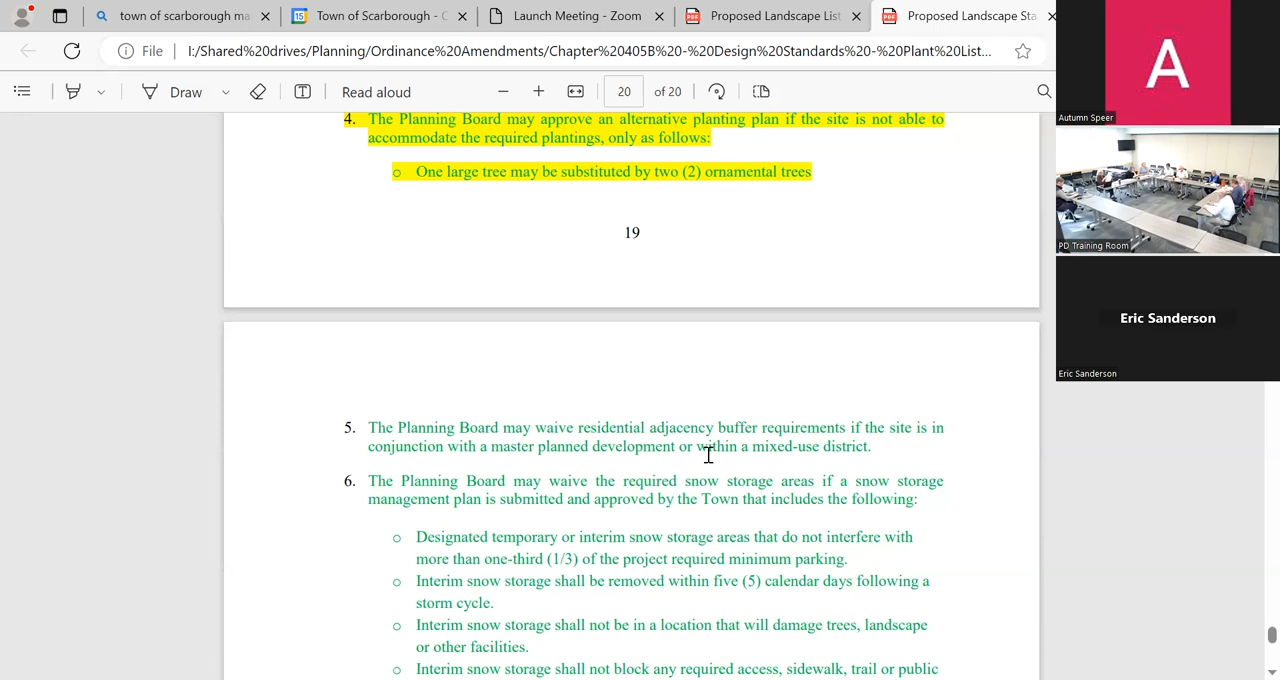 town of scarborough ma
Town of Scarborough - C
Launch Meeting - Zoom
Proposed Landscape List
Proposed Landscape Sta
File
I:/Shared%20drives/Planning/Ordinance%20Amendments/Chapter%20405B%20-%20Design%20Standards%20-%20Plant%20List...
Draw
Read aloud
20
of 20
A
Autumn Speer
PD Training Room
Eric Sanderson
Eric Sanderson
4. The Planning Board may approve an alternative planting plan if the site is not able to
accommodate the required plantings, only as follows:
o One large tree may be substituted by two (2) ornamental trees
19
5. The Planning Board may waive residential adjacency buffer requirements if the site is in
conjunction with a master planned development or within a mixed-use district.
6. The Planning Board may waive the required snow storage areas if a snow storage
management plan is submitted and approved by the Town that includes the following:
o Designated temporary or interim snow storage areas that do not interfere with
more than one-third (1/3) of the project required minimum parking.
o Interim snow storage shall be removed within five (5) calendar days following a
storm cycle.
o Interim snow storage shall not be in a location that will damage trees, landscape
or other facilities.
o Interim snow storage shall not block any required access, sidewalk, trail or public